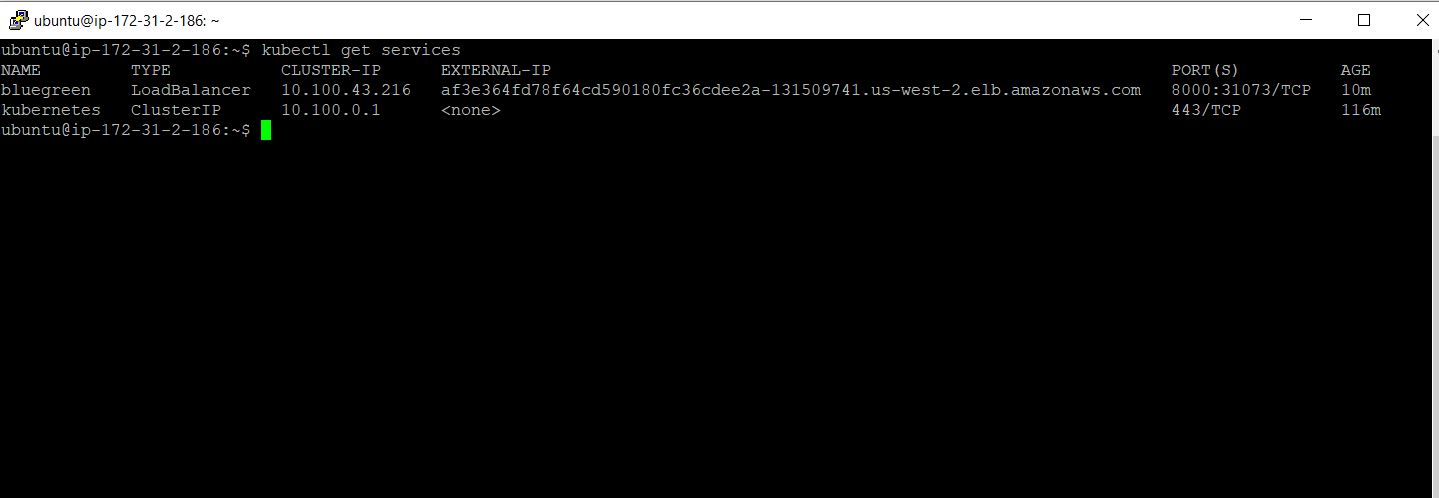 ubuntu@ip-172-31-2-186: ~
ubuntu@ip-172-31-2-186:~$ kubectl get services
NAME TYPE CLUSTER-IP EXTERNAL-IP PORT(S) AGE
bluegreen LoadBalancer 10.100.43.216 af3e364fd78f64cd590180fc36cdee2a-131509741.us-west-2.elb.amazonaws.com 8000:31073/TCP 10m
kubernetes ClusterIP 10.100.0.1 <none> 443/TCP 116m
ubuntu@ip-172-31-2-186:~$